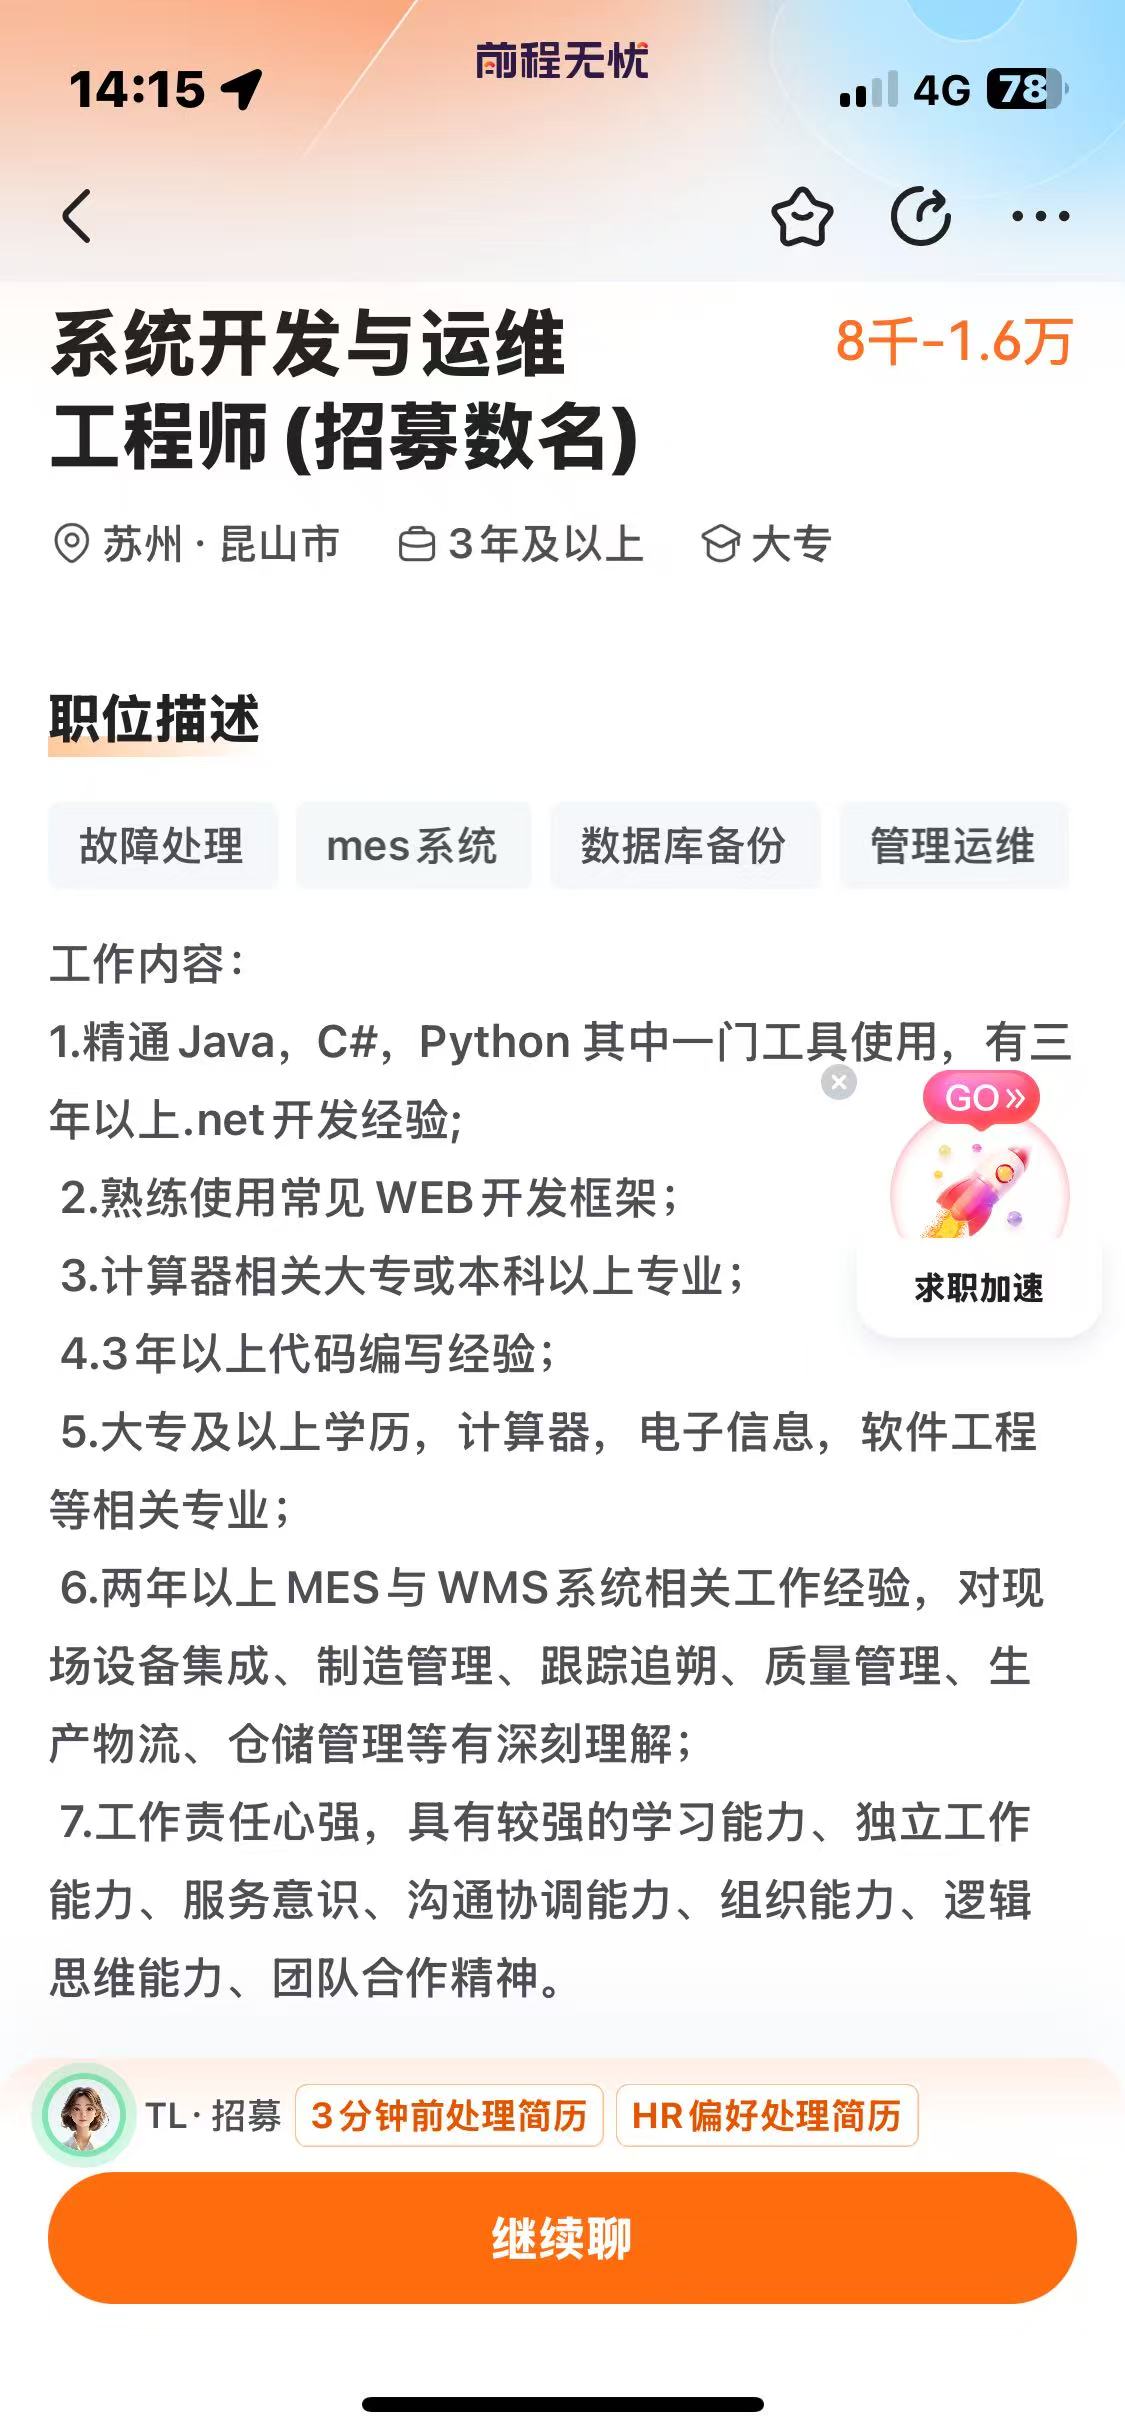 前程无忧
14:15
4G 78
系统开发与运维
8千-1.6万
工程师(招募数名)
苏州·昆山市 3年及以上 大专
职位描述
故障处理 mes系统 数据库备份 管理运维
工作内容：
1.精通Java，C#，Python 其中一门工具使用，有三
年以上.net开发经验;
2.熟练使用常见WEB开发框架；
3.计算器相关大专或本科以上专业；
4.3年以上代码编写经验；
5.大专及以上学历，计算器，电子信息，软件工程
等相关专业；
6.两年以上MES与WMS系统相关工作经验，对现
场设备集成、制造管理、跟踪追朔、质量管理、生
产物流、仓储管理等有深刻理解；
7.工作责任心强，具有较强的学习能力、独立工作
能力、服务意识、沟通协调能力、组织能力、逻辑
思维能力、团队合作精神。
GO»
求职加速
TL·招募 3分钟前处理简历 HR偏好处理简历
继续聊